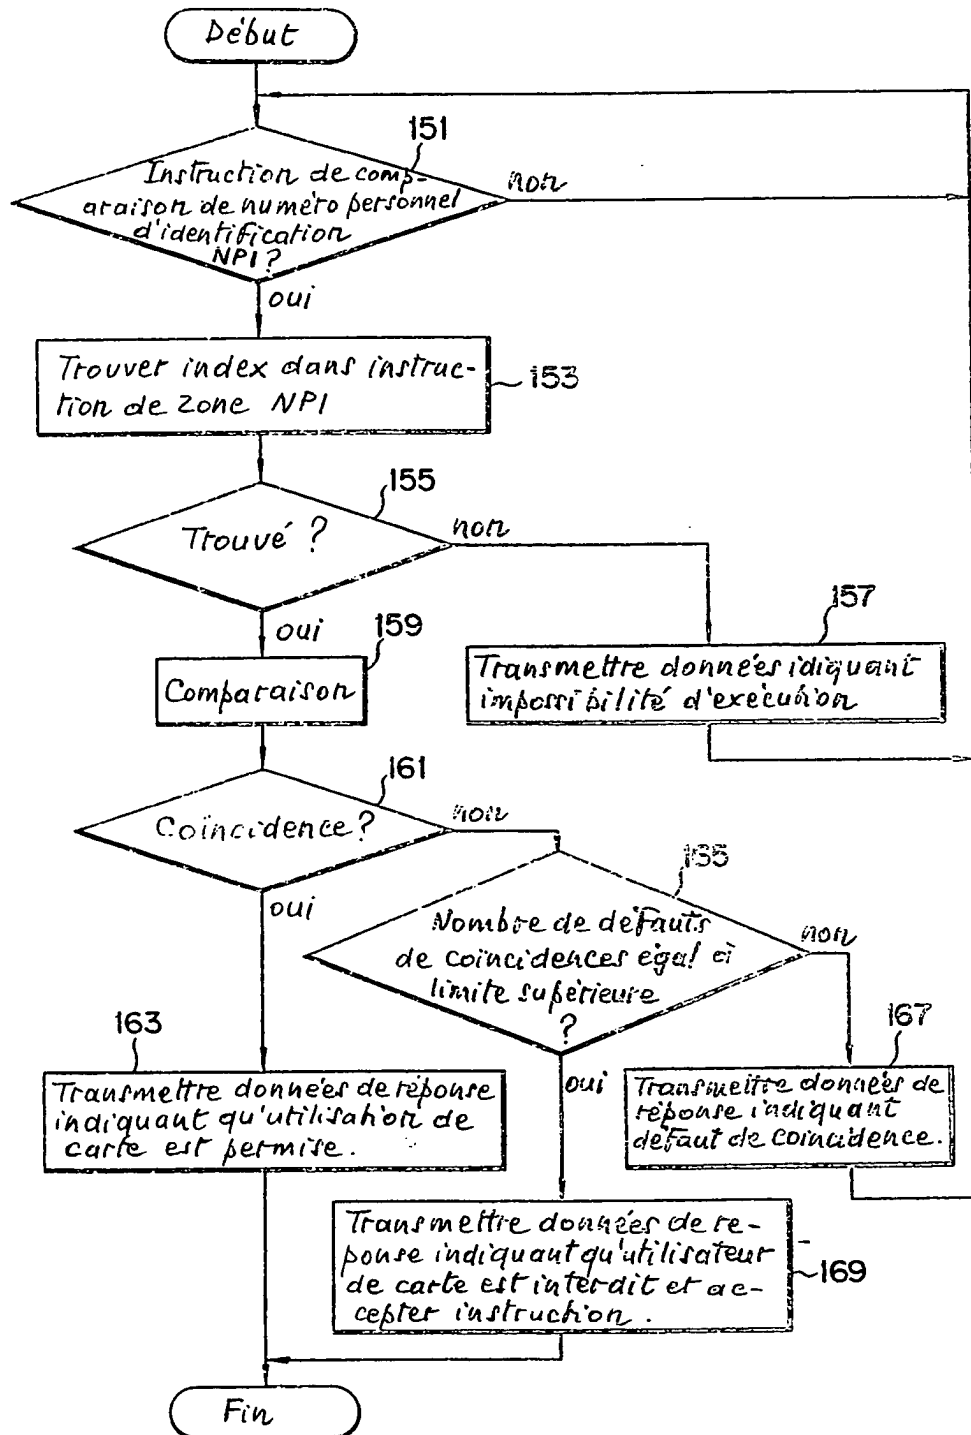 Début
151
Instruction de comp-
araison de numéro personnel
d'identification
NPI?
non
oui
Trouver index dans instruc-
tion de zone NPI
153
155
Trouvé ?
non
oui
159
157
Comparaison
Transmettre données idiquant
impossibilité d'exécution
161
Coïncidence?
non
oui
165
Nombre de défauts
de coïncidences égal à
limite supérieure
?
non
oui
163
167
Transmettre données de réponse
indiquant qu'utilisation de
carte est permise.
Transmettre données de
réponse indiquant
défaut de coïncidence.
Transmettre données de re-
ponse indiquant qu'utilisateur
de carte est interdit et ac-
cepter instruction.
169
Fin